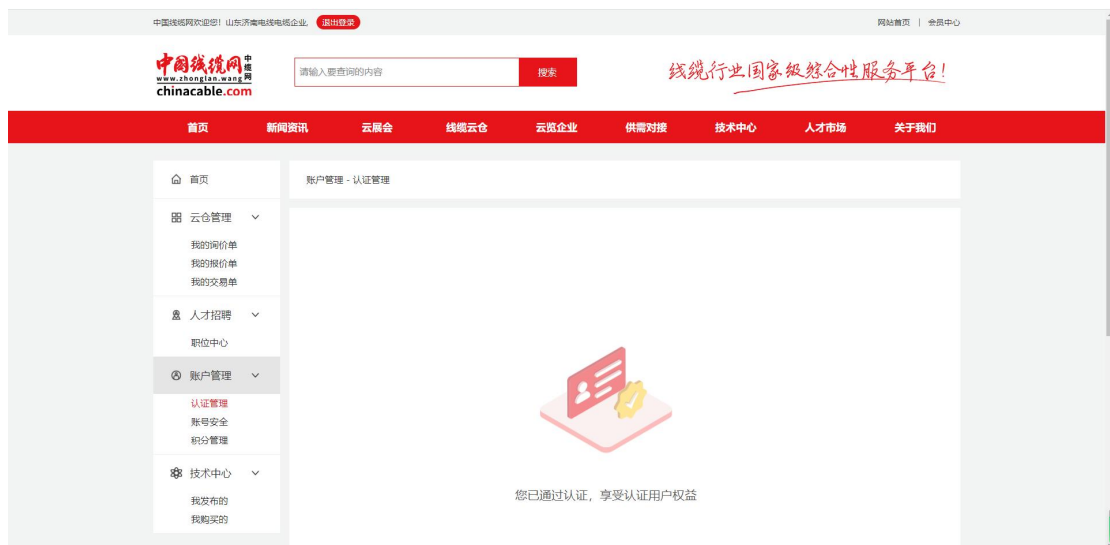 中国线缆网欢迎您！山东济南电线电缆企业, 退出登录
网站首页 | 会员中心
中国线缆网 中缆网
www.zhonglan.wang
chinacable.com
请输入要查询的内容 搜索
线缆行业国家级综合性服务平台!
首页 新闻资讯 云展会 线缆云仓 云览企业 供需对接 技术中心 人才市场 关于我们
首页
账户管理 - 认证管理
云仓管理
我的询价单
我的报价单
我的交易单
人才招聘
职位中心
账户管理
认证管理
账号安全
积分管理
技术中心
我发布的
我购买的
您已通过认证，享受认证用户权益